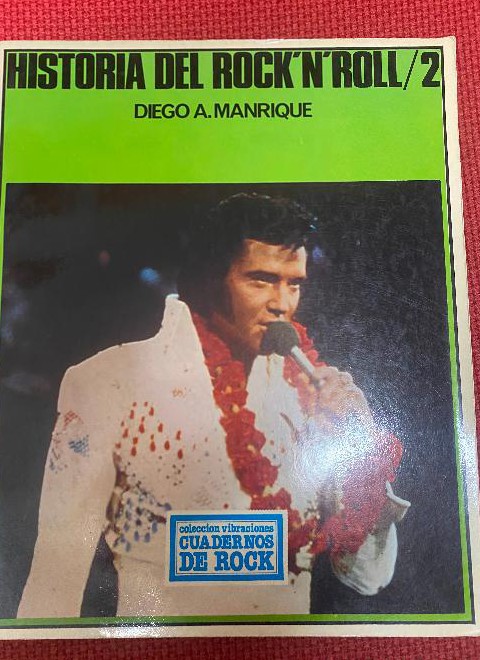 HISTORIA DEL ROCK'N'ROLL/2
DIEGO A. MANRIQUE
coleccion vibraciones
CUADERNOS
DE ROCK